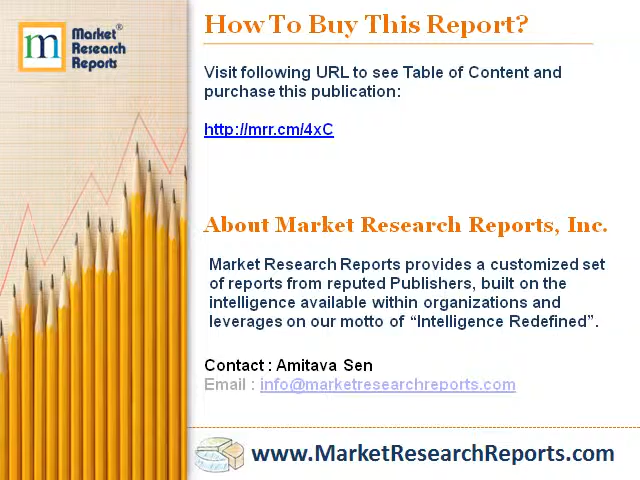 m
Market®
Research
Reports
How To Buy This Report?
Visit following URL to see Table of Content and
purchase this publication:
http://mrr.cm/4xC
About Market Research Reports, Inc.
Market Research Reports provides a customized set
of reports from reputed Publishers, built on the
intelligence available within organizations and
leverages on our motto of “Intelligence Redefined”.
Contact : Amitava Sen
Email : info@marketresearchreports.com
www.MarketResearchReports.com